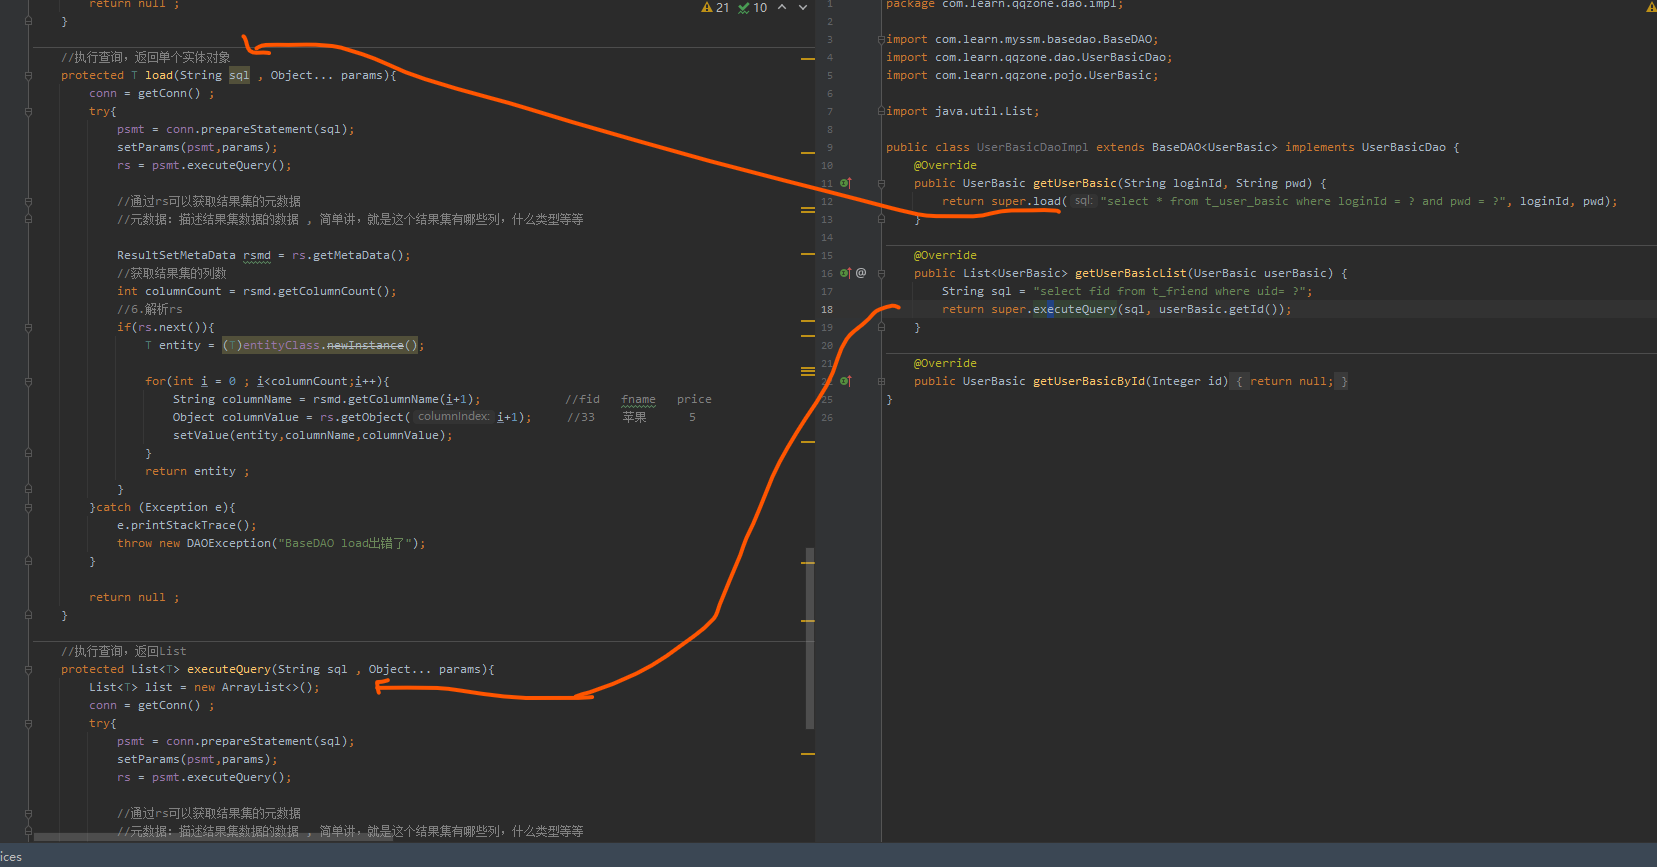 return null ;
}
//执行查询，返回单个实体对象
protected T load(String sql , Object... params){
conn = getConn() ;
try{
psmt = conn.prepareStatement(sql);
setParams(psmt,params);
rs = psmt.executeQuery();
//通过rs可以获取结果集的元数据
//元数据：描述结果集数据的数据 , 简单讲，就是这个结果集有哪些列，什么类型等等
ResultSetMetaData rsmd = rs.getMetaData();
//获取结果集的列数
int columnCount = rsmd.getColumnCount();
//6.解析rs
if(rs.next()){
T entity = (T)entityClass.newInstance();
for(int i = 0 ; i<columnCount;i++){
String columnName = rsmd.getColumnName(i+1); //fid fname price
Object columnValue = rs.getObject( columnIndex: i+1); //33 苹果 5
setValue(entity,columnName,columnValue);
}
return entity ;
}
}catch (Exception e){
e.printStackTrace();
throw new DAOException("BaseDAO load出错了");
}
return null ;
}
//执行查询，返回List
protected List<T> executeQuery(String sql , Object... params){
List<T> list = new ArrayList<>();
conn = getConn() ;
try{
psmt = conn.prepareStatement(sql);
setParams(psmt,params);
rs = psmt.executeQuery();
//通过rs可以获取结果集的元数据
//元数据：描述结果集数据的数据 , 简单讲，就是这个结果集有哪些列，什么类型等等
21 10
1 package com.learn.qqzone.dao.impl;
2
3 import com.learn.myssm.basedao.BaseDAO;
4 import com.learn.qqzone.dao.UserBasicDao;
5 import com.learn.qqzone.pojo.UserBasic;
6
7 import java.util.List;
8
9 public class UserBasicDaoImpl extends BaseDAO<UserBasic> implements UserBasicDao {
10 @Override
11 public UserBasic getUserBasic(String loginId, String pwd) {
12 return super.load( sql: "select * from t_user_basic where loginId = ? and pwd = ?", loginId, pwd);
13 }
14
15 @Override
16 @ public List<UserBasic> getUserBasicList(UserBasic userBasic) {
17 String sql = "select fid from t_friend where uid= ?";
18 return super.executeQuery(sql, userBasic.getId());
19 }
20
21 @Override
public UserBasic getUserBasicById(Integer id) { return null; }
25 }
26
ices